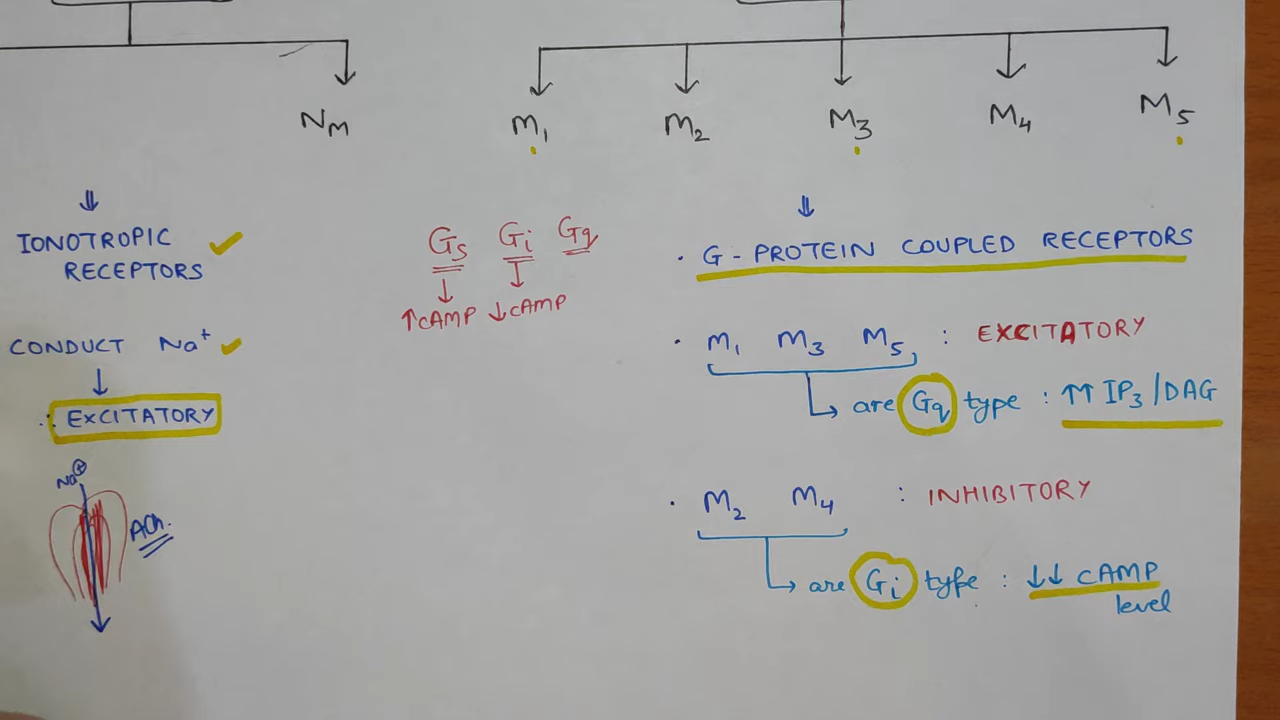 NM
M1 M2 M3 M4 M5
IONOTROPIC
RECEPTORS
CONDUCT Na+
∴ EXCITATORY
Na+
ACh.
Gs Gi Gq
↑cAMP ↓cAMP
· G-PROTEIN COUPLED RECEPTORS
· M1 M3 M5 : EXCITATORY
are Gq type : ↑↑ IP3/DAG
· M2 M4 : INHIBITORY
are Gi type : ↓↓ cAMP
level